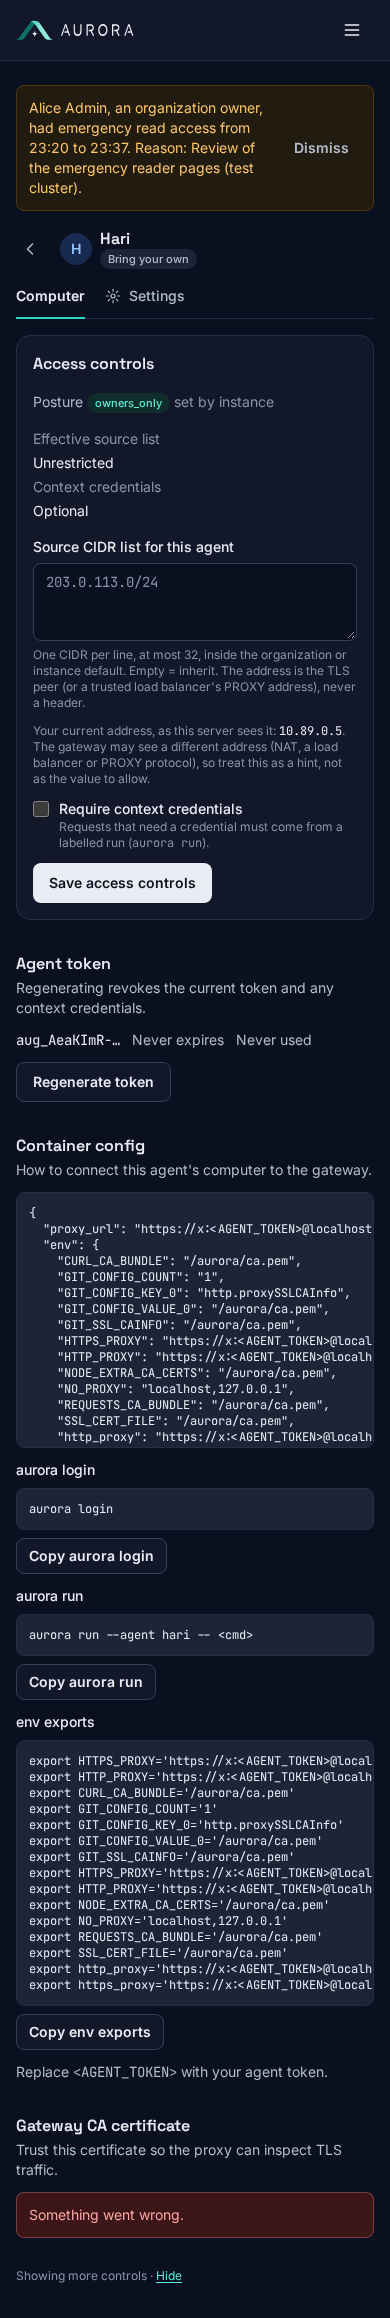 AURORA
Alice Admin, an organization owner,
had emergency read access from
23:20 to 23:37. Reason: Review of
the emergency reader pages (test
cluster).
Dismiss
H
Hari
Bring your own
Computer
Settings
Access controls
Posture owners_only set by instance
Effective source list
Unrestricted
Context credentials
Optional
Source CIDR list for this agent
203.0.113.0/24
One CIDR per line, at most 32, inside the organization or
instance default. Empty = inherit. The address is the TLS
peer (or a trusted load balancer's PROXY address), never
a header.
Your current address, as this server sees it: 10.89.0.5.
The gateway may see a different address (NAT, a load
balancer or PROXY protocol), so treat this as a hint, not
as the value to allow.
Require context credentials
Requests that need a credential must come from a
labelled run (aurora run).
Save access controls
Agent token
Regenerating revokes the current token and any
context credentials.
aug_AeaKImR-… Never expires Never used
Regenerate token
Container config
How to connect this agent's computer to the gateway.
{
"proxy_url": "https://x:<AGENT_TOKEN>@localhost
"env": {
"CURL_CA_BUNDLE": "/aurora/ca.pem",
"GIT_CONFIG_COUNT": "1",
"GIT_CONFIG_KEY_0": "http.proxySSLCAInfo",
"GIT_CONFIG_VALUE_0": "/aurora/ca.pem",
"GIT_SSL_CAINFO": "/aurora/ca.pem",
"HTTPS_PROXY": "https://x:<AGENT_TOKEN>@local
"HTTP_PROXY": "https://x:<AGENT_TOKEN>@localh
"NODE_EXTRA_CA_CERTS": "/aurora/ca.pem",
"NO_PROXY": "localhost,127.0.0.1",
"REQUESTS_CA_BUNDLE": "/aurora/ca.pem",
"SSL_CERT_FILE": "/aurora/ca.pem",
"http_proxy": "https://x:<AGENT_TOKEN>@localh
aurora login
aurora login
Copy aurora login
aurora run
aurora run --agent hari -- <cmd>
Copy aurora run
env exports
export HTTPS_PROXY='https://x:<AGENT_TOKEN>@local
export HTTP_PROXY='https://x:<AGENT_TOKEN>@localh
export CURL_CA_BUNDLE='/aurora/ca.pem'
export GIT_CONFIG_COUNT='1'
export GIT_CONFIG_KEY_0='http.proxySSLCAInfo'
export GIT_CONFIG_VALUE_0='/aurora/ca.pem'
export GIT_SSL_CAINFO='/aurora/ca.pem'
export HTTPS_PROXY='https://x:<AGENT_TOKEN>@local
export HTTP_PROXY='https://x:<AGENT_TOKEN>@localh
export NODE_EXTRA_CA_CERTS='/aurora/ca.pem'
export NO_PROXY='localhost,127.0.0.1'
export REQUESTS_CA_BUNDLE='/aurora/ca.pem'
export SSL_CERT_FILE='/aurora/ca.pem'
export http_proxy='https://x:<AGENT_TOKEN>@localh
export https_proxy='https://x:<AGENT_TOKEN>@local
Copy env exports
Replace <AGENT_TOKEN> with your agent token.
Gateway CA certificate
Trust this certificate so the proxy can inspect TLS
traffic.
Something went wrong.
Showing more controls · Hide